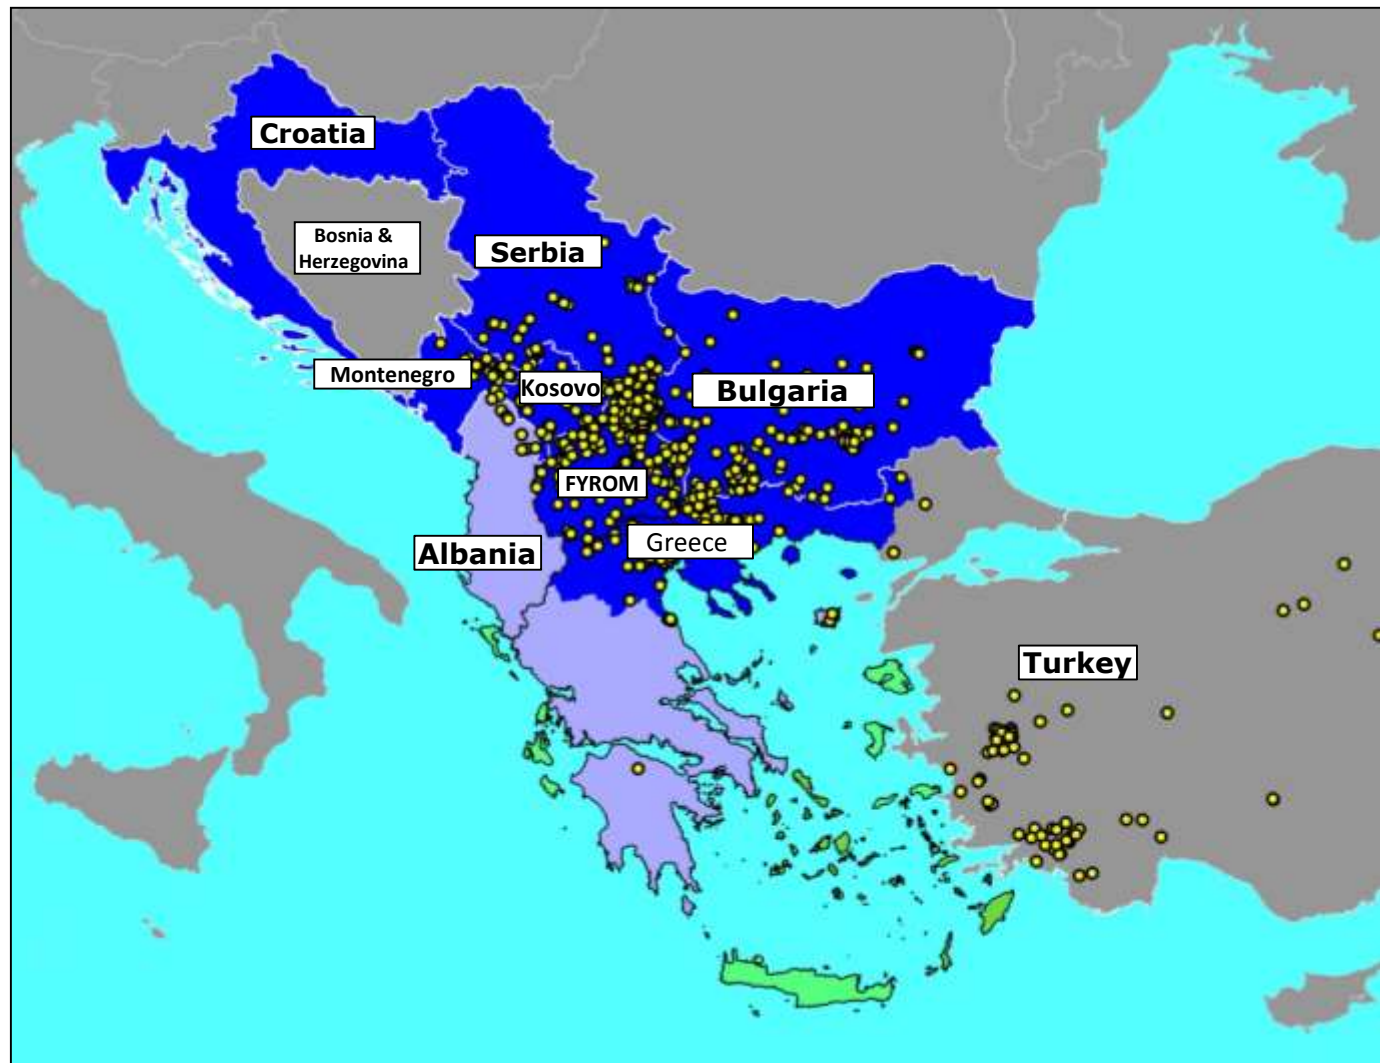 Croatia
Bosnia &
Herzegovina
Serbia
Montenegro
Kosovo
Bulgaria
FYROM
Albania
Greece
Turkey